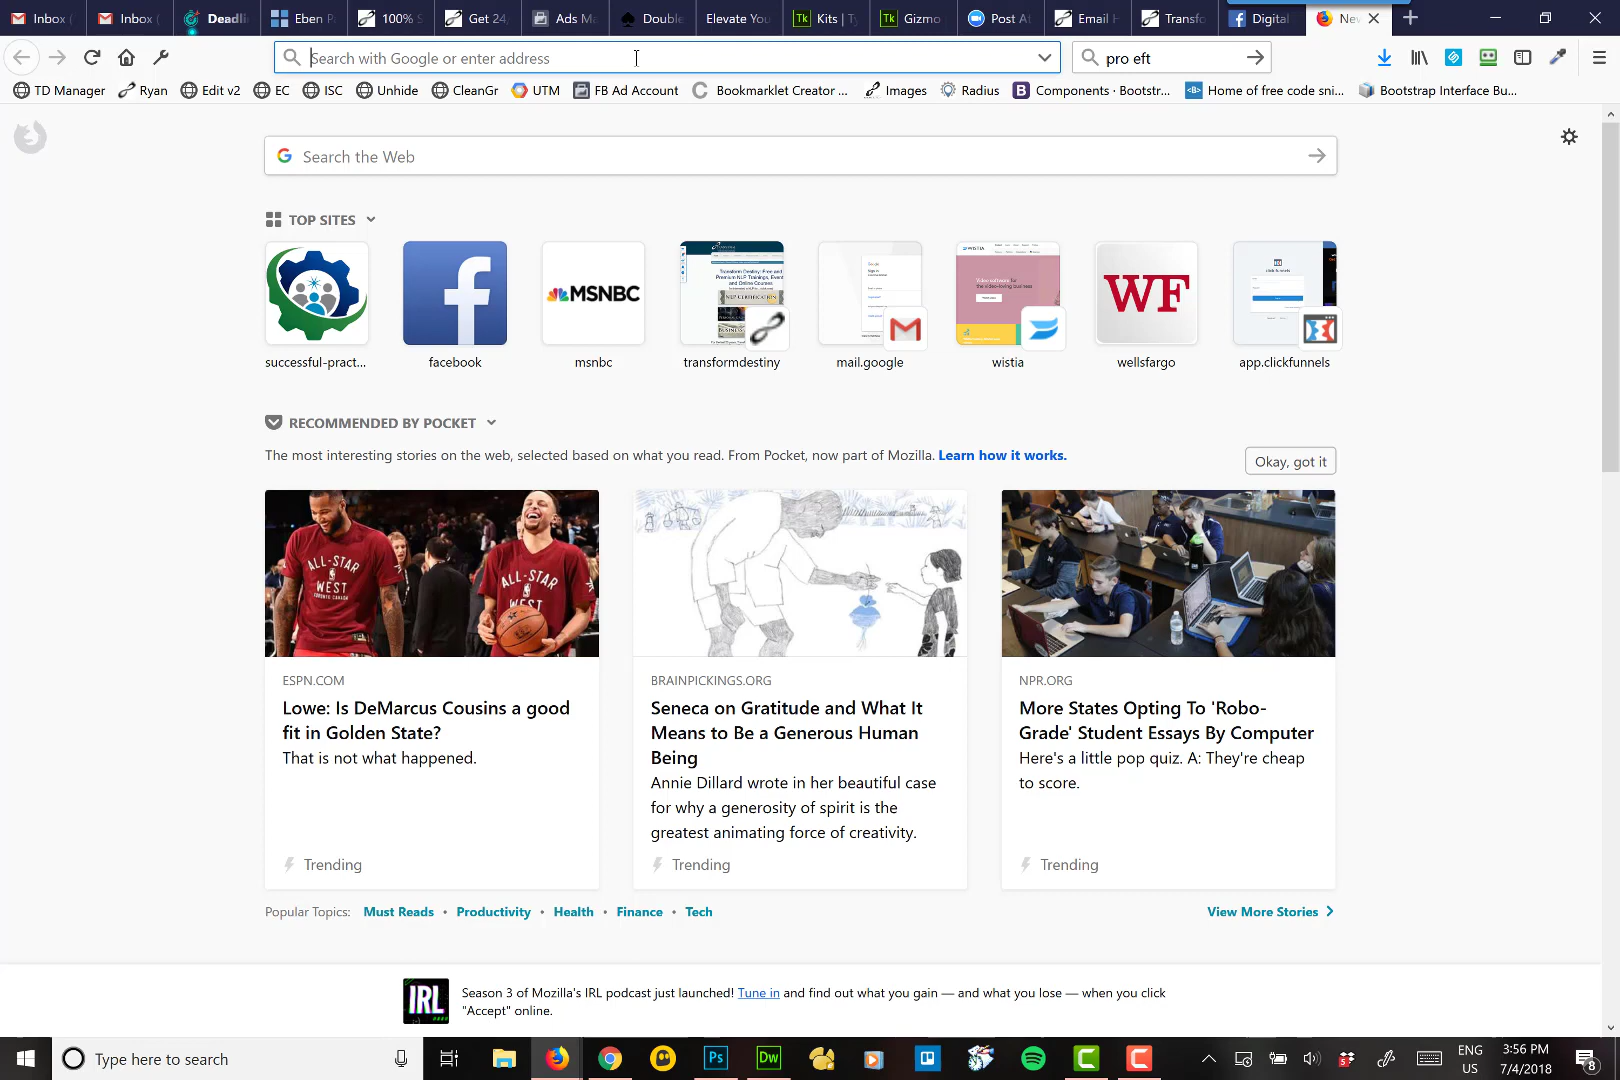 Inbox (
Inbox (
Deadli
Eben P
100% S
Get 24
Ads Ma
Double
Elevate You
Kits | Ty
Gizmo
Post At
Email H
Transfo
Digital
New
Search with Google or enter address
pro eft
TD Manager
Ryan
Edit v2
EC
ISC
Unhide
CleanGr
UTM
FB Ad Account
Bookmarklet Creator ...
Images
Radius
Components · Bootstr...
Home of free code sni...
Bootstrap Interface Bu...
Search the Web
TOP SITES
MSNBC
WF
successful-pract...
facebook
msnbc
transformdestiny
mail.google
wistia
wellsfargo
app.clickfunnels
RECOMMENDED BY POCKET
The most interesting stories on the web, selected based on what you read. From Pocket, now part of Mozilla. Learn how it works.
Okay, got it
ESPN.COM
Lowe: Is DeMarcus Cousins a good
fit in Golden State?
That is not what happened.
Trending
BRAINPICKINGS.ORG
Seneca on Gratitude and What It
Means to Be a Generous Human
Being
Annie Dillard wrote in her beautiful case
for why a generosity of spirit is the
greatest animating force of creativity.
Trending
NPR.ORG
More States Opting To 'Robo-
Grade' Student Essays By Computer
Here's a little pop quiz. A: They're cheap
to score.
Trending
Popular Topics: Must Reads • Productivity • Health • Finance • Tech
View More Stories
IRL
Season 3 of Mozilla's IRL podcast just launched! Tune in and find out what you gain — and what you lose — when you click
"Accept" online.
Type here to search
Ps
Dw
ENG
US
3:56 PM
7/4/2018
8